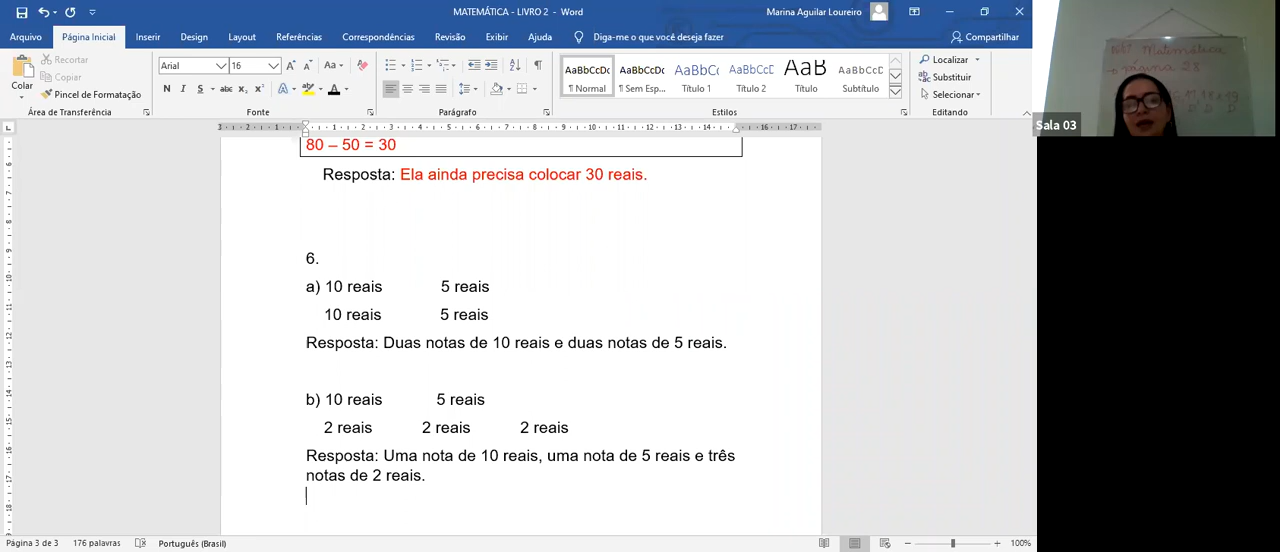 MATEMÁTICA - LIVRO 2 - Word
Marina Aguilar Loureiro
Arquivo Página Inicial Inserir Design Layout Referências Correspondências Revisão Exibir Ajuda Diga-me o que você deseja fazer Compartilhar
Colar
Recortar
Copiar
Pincel de Formatação
Área de Transferência
Arial 16
N I S abc x₂ x²
Fonte
Parágrafo
AaBbCcDc AaBbCcDc AaBbCc AaBbCcD AaB AaBbCcD
¶ Normal ¶ Sem Esp... Título 1 Título 2 Título Subtítulo
Estilos
Localizar
Substituir
Selecionar
Editando
80 – 50 = 30
Resposta: Ela ainda precisa colocar 30 reais.
6.
a) 10 reais 5 reais
10 reais 5 reais
Resposta: Duas notas de 10 reais e duas notas de 5 reais.
b) 10 reais 5 reais
2 reais 2 reais 2 reais
Resposta: Uma nota de 10 reais, uma nota de 5 reais e três
notas de 2 reais.
Página 3 de 3 176 palavras Português (Brasil) 100%
Matemática
página 28
Sala 03